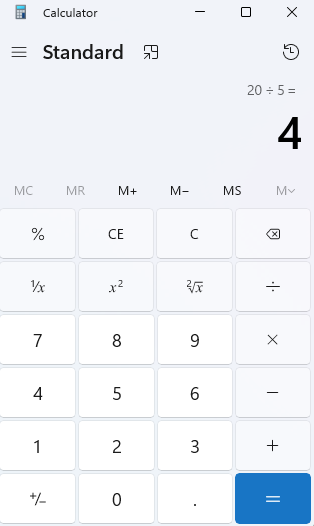 Calculator
Standard
20 ÷ 5 =
4
MC MR M+ M− MS M
% CE C
¹/x x² ²√x ÷
7 8 9 ×
4 5 6 −
1 2 3 +
+/− 0 . =